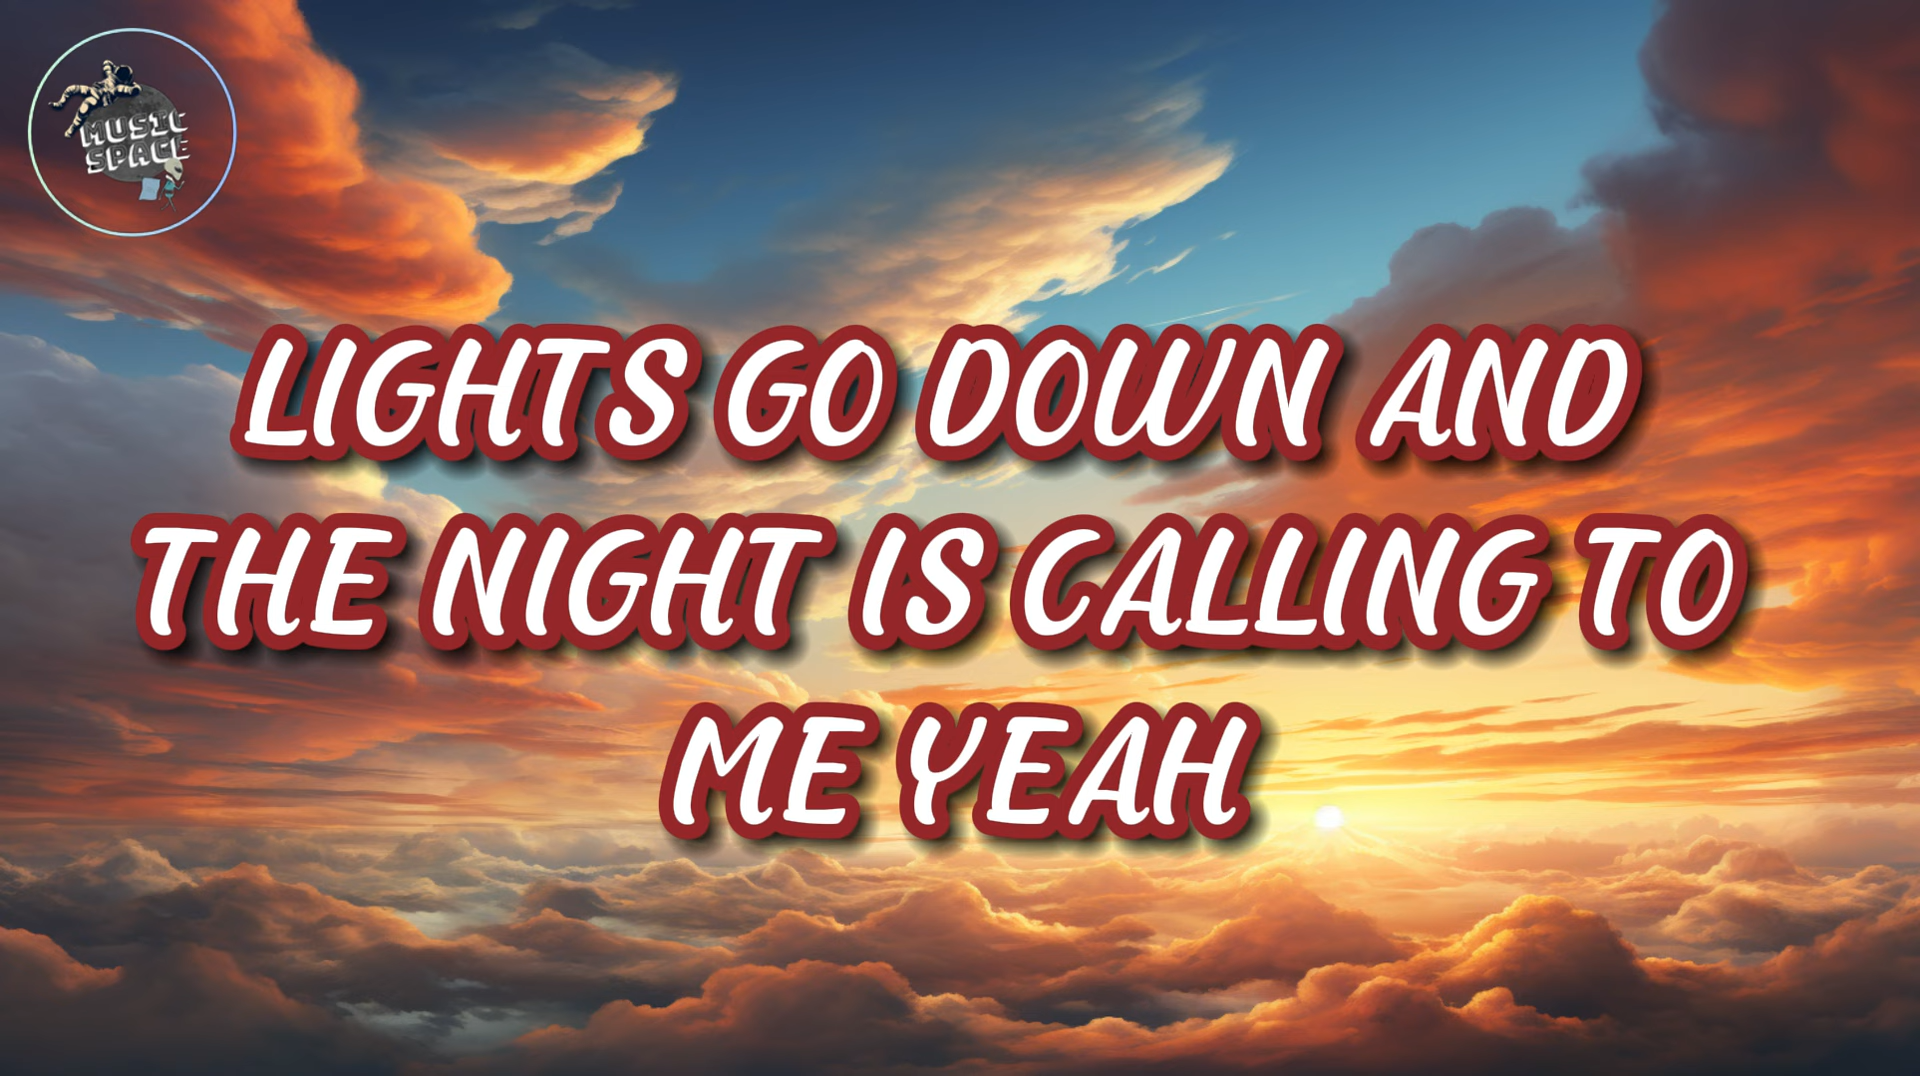 MUSIC
SPACE
LIGHTS GO DOWN AND
THE NIGHT IS CALLING TO
ME YEAH